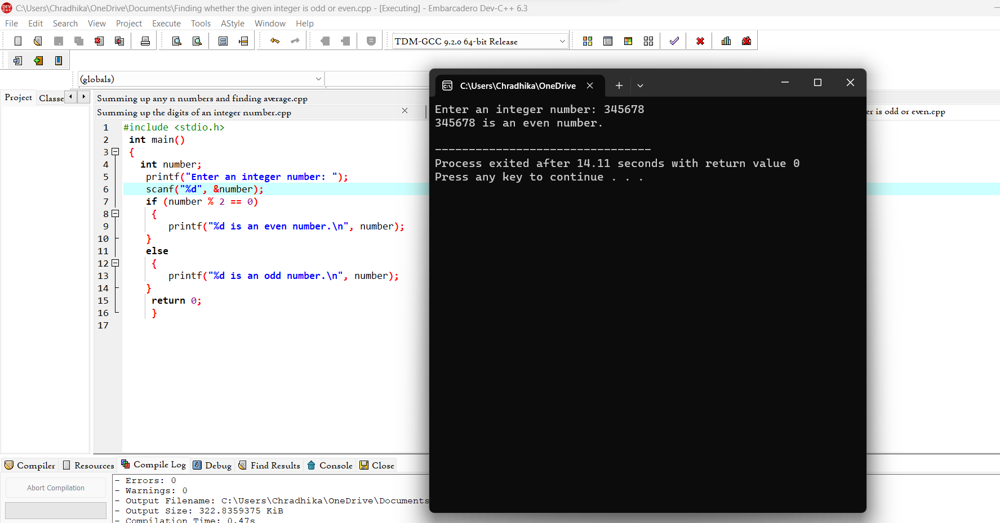 C:\Users\Chradhika\OneDrive\Documents\Finding whether the given integer is odd or even.cpp - [Executing] - Embarcadero Dev-C++ 6.3
File Edit Search View Project Execute Tools AStyle Window Help
TDM-GCC 9.2.0 64-bit Release
(globals)
Project Classe
Summing up any n numbers and finding average.cpp
Summing up the digits of an integer number.cpp
er is odd or even.cpp
1 #include <stdio.h>
2 int main()
3 {
4 int number;
5 printf("Enter an integer number: ");
6 scanf("%d", &number);
7 if (number % 2 == 0)
8 {
9 printf("%d is an even number.\n", number);
10 }
11 else
12 {
13 printf("%d is an odd number.\n", number);
14 }
15 return 0;
16 }
17
C:\Users\Chradhika\OneDrive
Enter an integer number: 345678
345678 is an even number.
--------------------------------
Process exited after 14.11 seconds with return value 0
Press any key to continue . . .
Compiler Resources Compile Log Debug Find Results Console Close
Abort Compilation
- Errors: 0
- Warnings: 0
- Output Filename: C:\Users\Chradhika\OneDrive\Documents
- Output Size: 322.8359375 KiB
- Compilation Time: 0.47s